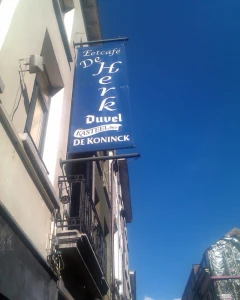 Eetcafé
De
Herk
Duvel
KASTEEL
DE KONINCK